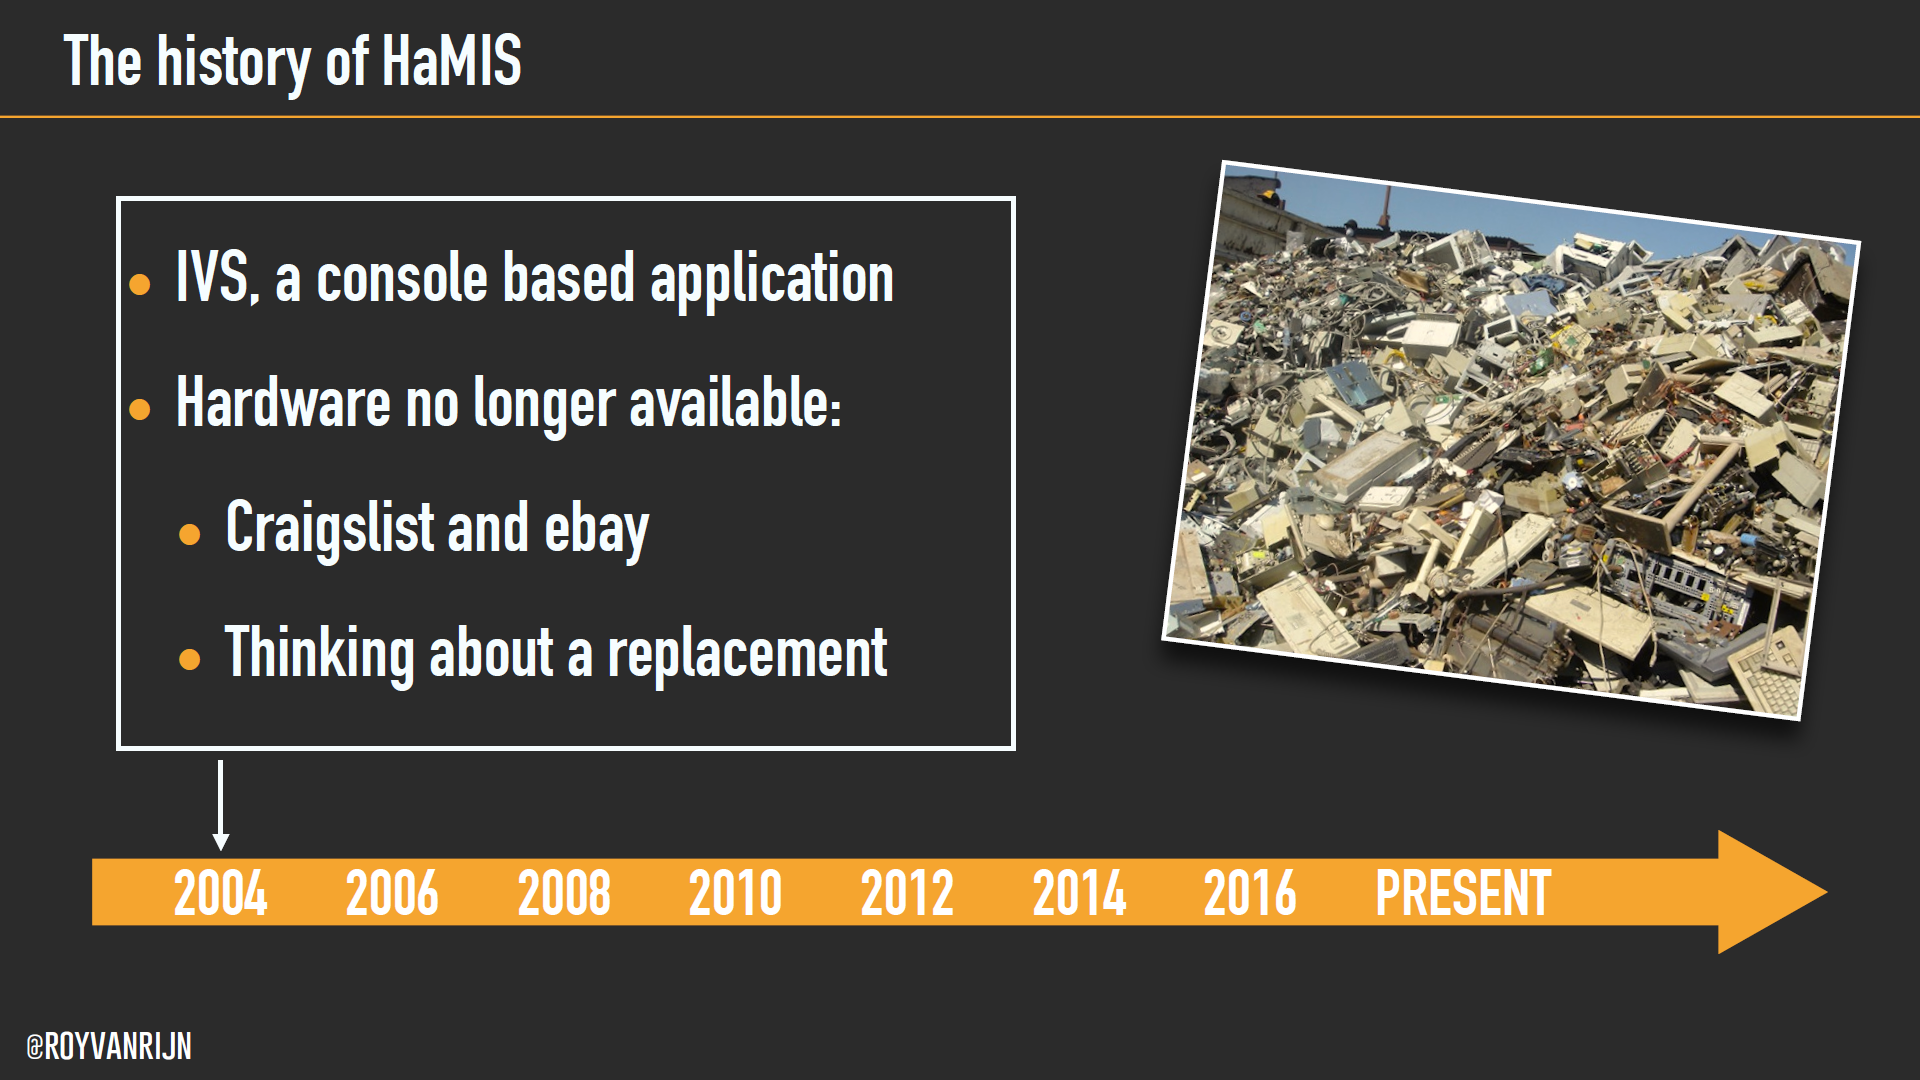 The history of HaMIS
IVS, a console based application
Hardware no longer available:
Craigslist and ebay
Thinking about a replacement
2004 2006 2008 2010 2012 2014 2016 PRESENT
@ROYVANRIJN